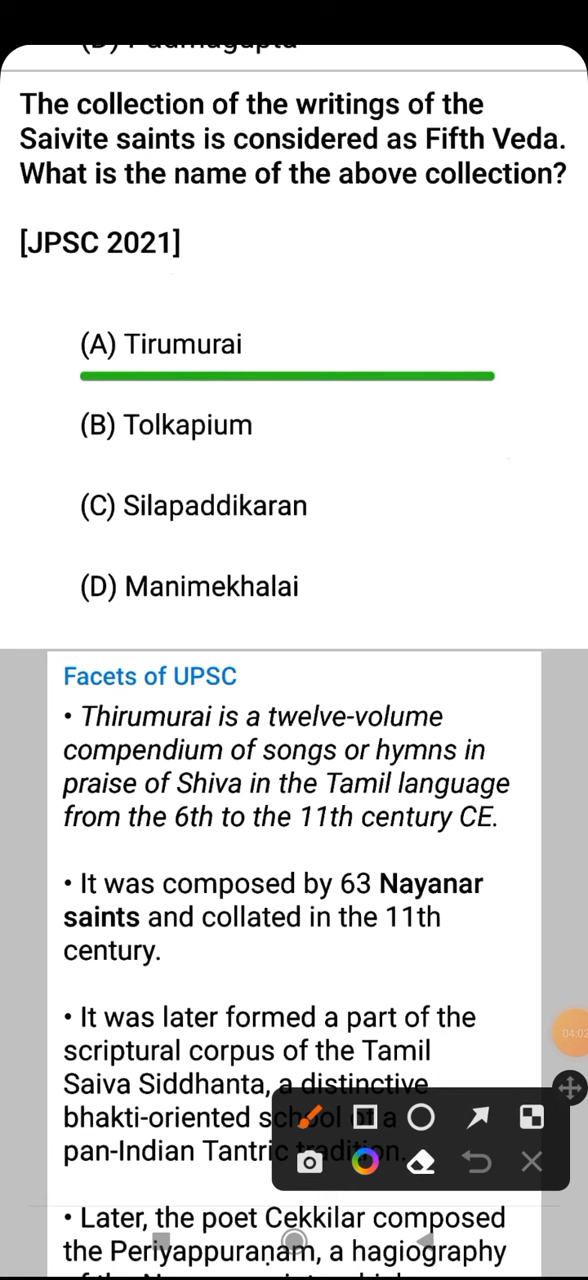 The collection of the writings of the
Saivite saints is considered as Fifth Veda.
What is the name of the above collection?
[JPSC 2021]
(A) Tirumurai
(B) Tolkapium
(C) Silapaddikaran
(D) Manimekhalai
Facets of UPSC
• Thirumurai is a twelve-volume
compendium of songs or hymns in
praise of Shiva in the Tamil language
from the 6th to the 11th century CE.
• It was composed by 63 Nayanar
saints and collated in the 11th
century.
• It was later formed a part of the
scriptural corpus of the Tamil
Saiva Siddhanta, a distinctive
bhakti-oriented school of a
pan-Indian Tantric tradition.
• Later, the poet Cekkilar composed
the Periyappuraṇam, a hagiography
04:02